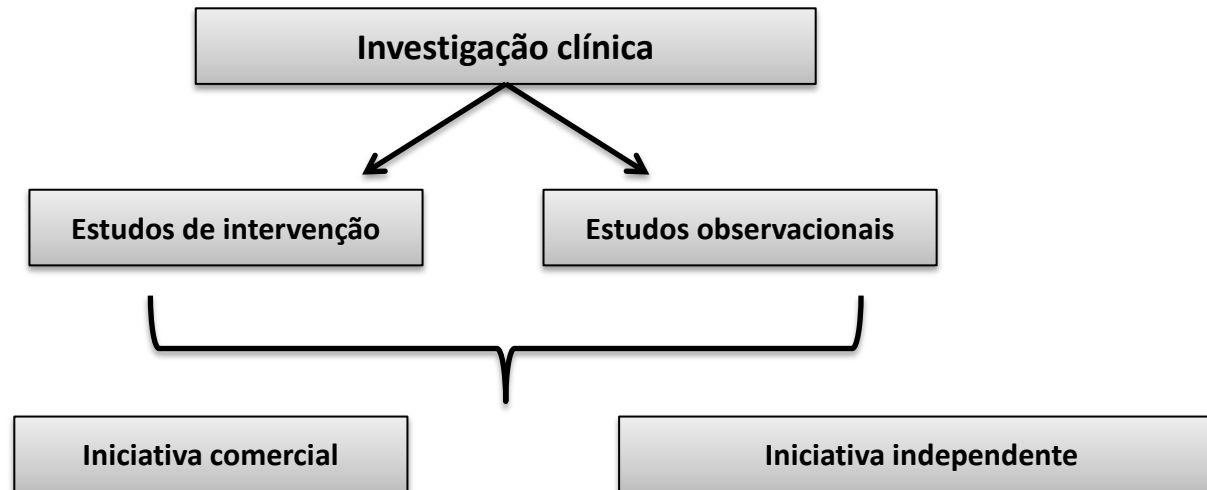 Investigação clínica
Estudos de intervenção
Estudos observacionais
Iniciativa comercial
Iniciativa independente